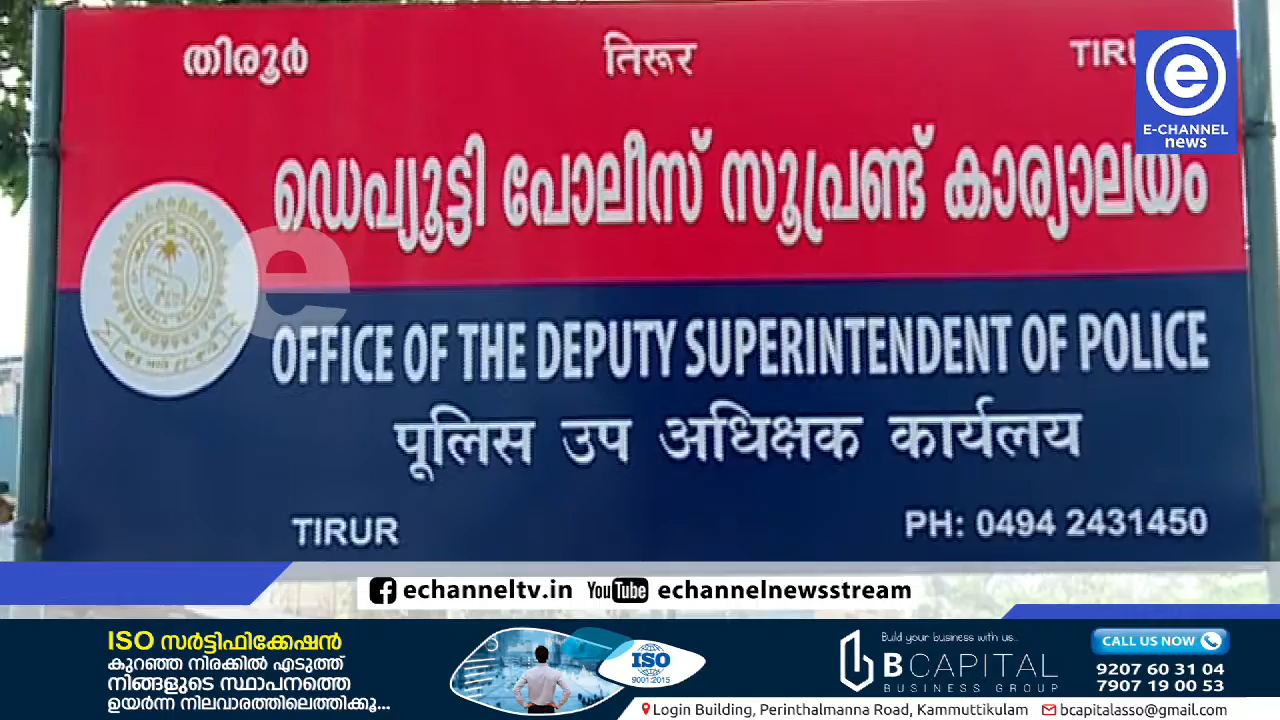 തിരൂർ तिरूर TIRU
e
E-CHANNEL
news
ഡെപ്യൂട്ടി പോലീസ് സൂപ്രണ്ട് കാര്യാലയം
e
OFFICE OF THE DEPUTY SUPERINTENDENT OF POLICE
पूलिस उप अधिक्षक कार्यलय
TIRUR PH: 0494 2431450
echanneltv.in YouTube echannelnewsstream
ISO സർട്ടിഫിക്കേഷൻ
കുറഞ്ഞ നിരക്കിൽ എടുത്ത്
നിങ്ങളുടെ സ്ഥാപനത്തെ
ഉയർന്ന നിലവാരത്തിലെത്തിക്കൂ...
ISO
9001:2015
Build your business with us..
BCAPITAL
BUSINESS GROUP
CALL US NOW
9207 60 31 04
7907 19 00 53
Login Building, Perinthalmanna Road, Kammuttikulam bcapitalasso@gmail.com